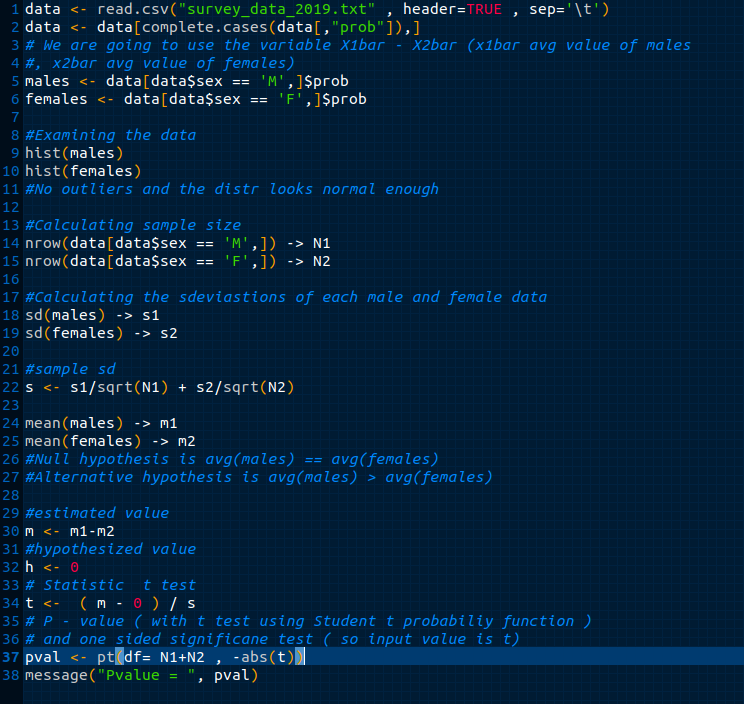 1 data <- read.csv("survey_data_2019.txt" , header=TRUE , sep='\t')
2 data <- data[complete.cases(data[,"prob"]),]
3 # We are going to use the variable X1bar - X2bar (x1bar avg value of males
4 #, x2bar avg value of females)
5 males <- data[data$sex == 'M',]$prob
6 females <- data[data$sex == 'F',]$prob
7
8 #Examining the data
9 hist(males)
10 hist(females)
11 #No outliers and the distr looks normal enough
12
13 #Calculating sample size
14 nrow(data[data$sex == 'M',]) -> N1
15 nrow(data[data$sex == 'F',]) -> N2
16
17 #Calculating the sdeviastions of each male and female data
18 sd(males) -> s1
19 sd(females) -> s2
20
21 #sample sd
22 s <- s1/sqrt(N1) + s2/sqrt(N2)
23
24 mean(males) -> m1
25 mean(females) -> m2
26 #Null hypothesis is avg(males) == avg(females)
27 #Alternative hypothesis is avg(males) > avg(females)
28
29 #estimated value
30 m <- m1-m2
31 #hypothesized value
32 h <- 0
33 # Statistic  t test
34 t <-  ( m - 0 ) / s
35 # P - value ( with t test using Student t probabiliy function )
36 # and one sided significane test ( so input value is t)
37 pval <- pt(df= N1+N2 , -abs(t))
38 message("Pvalue = ", pval)